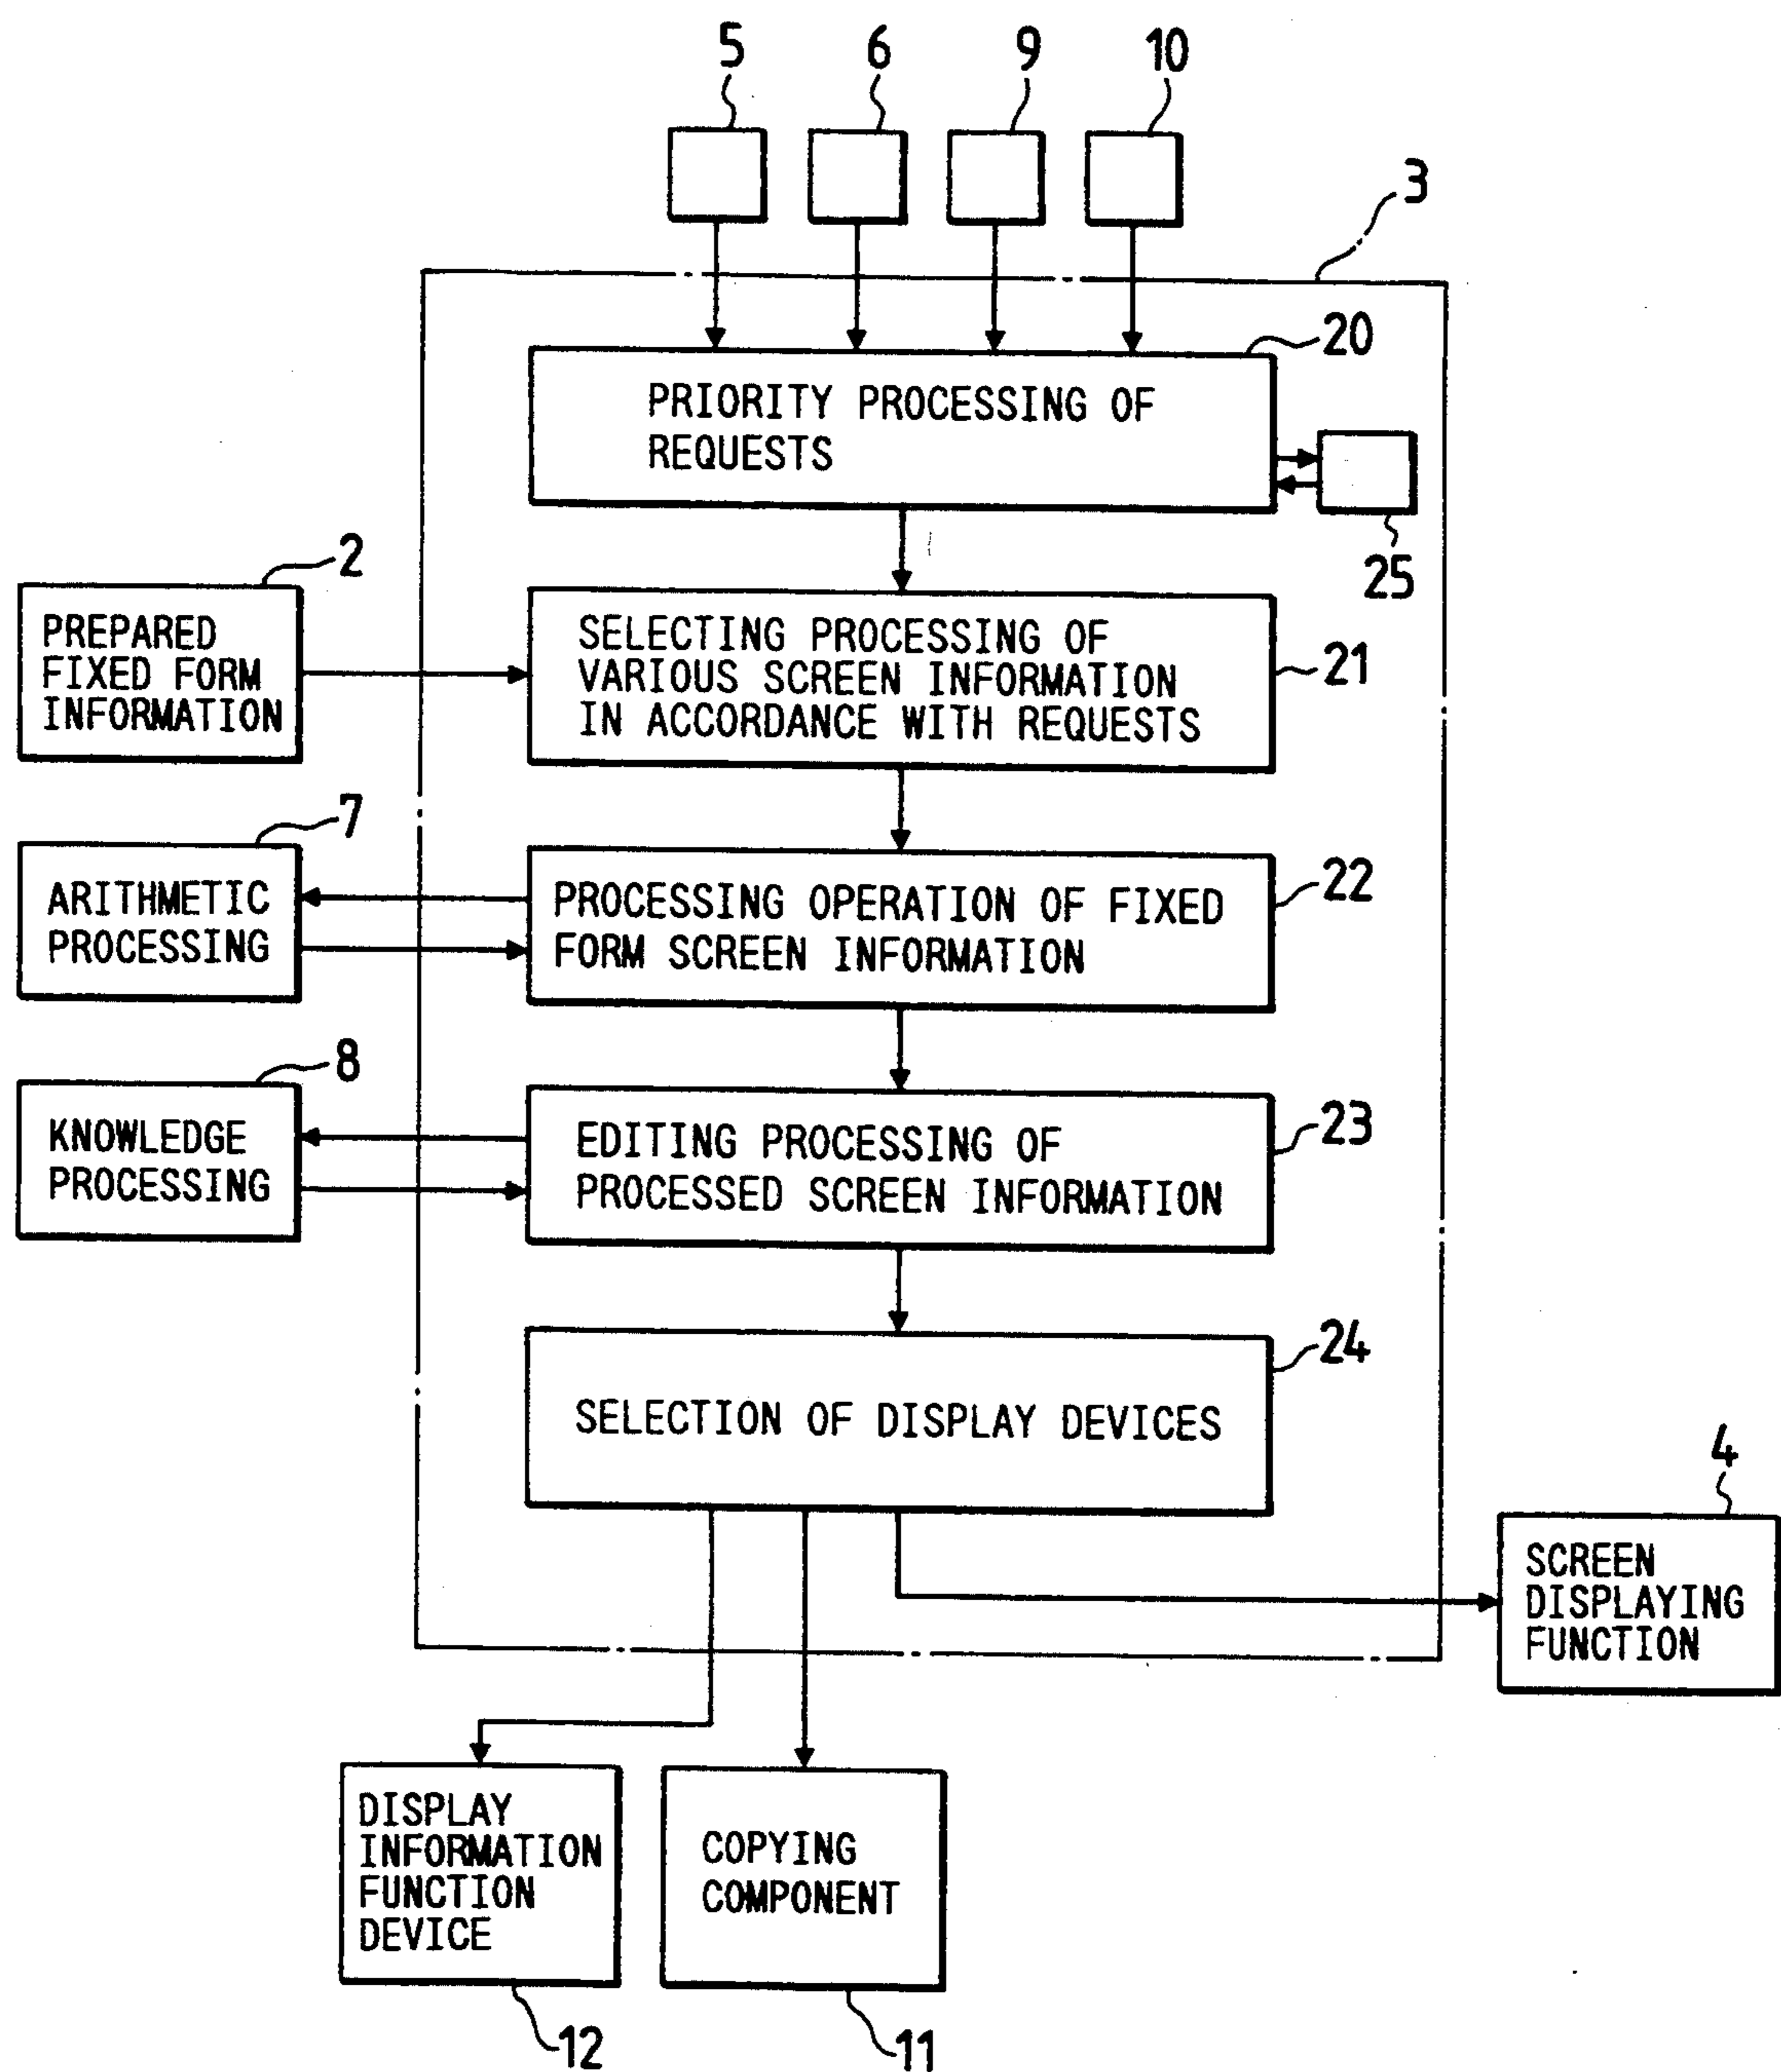 5
6
9
10
3
20
PRIORITY PROCESSING OF
REQUESTS
25
2
PREPARED
FIXED FORM
INFORMATION
SELECTING PROCESSING OF
VARIOUS SCREEN INFORMATION
IN ACCORDANCE WITH REQUESTS
21
7
ARITHMETIC
PROCESSING
PROCESSING OPERATION OF FIXED
FORM SCREEN INFORMATION
22
8
KNOWLEDGE
PROCESSING
EDITING PROCESSING OF
PROCESSED SCREEN INFORMATION
23
24
SELECTION OF DISPLAY DEVICES
4
SCREEN
DISPLAYING
FUNCTION
DISPLAY
INFORMATION
FUNCTION
DEVICE
12
COPYING
COMPONENT
11